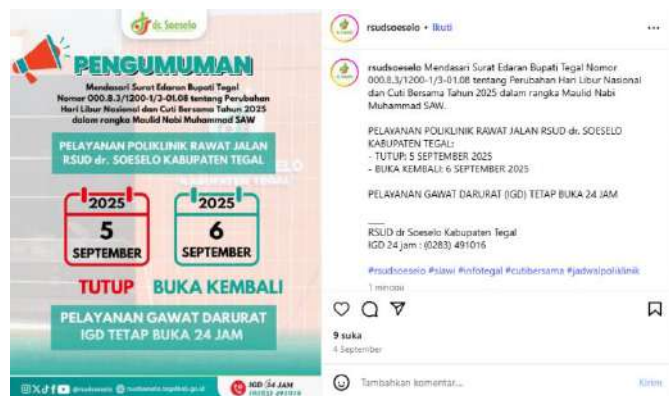 dr. Soeselo
PENGUMUMAN
Mendasari Surat Edaran Bupati Tegal
Nomor 000.8.3/1200-1/3-01.08 tentang Perubahan
Hari Libur Nasional dan Cuti Bersama Tahun 2025
dalam rangka Maulid Nabi Muhammad SAW
PELAYANAN POLIKLINIK RAWAT JALAN
RSUD dr. SOESELO KABUPATEN TEGAL
2025
5
SEPTEMBER
TUTUP
2025
6
SEPTEMBER
BUKA KEMBALI
PELAYANAN GAWAT DARURAT
IGD TETAP BUKA 24 JAM
@rsudsoeselo
rsudsoeselo.tegalkab.go.id
IGD 24 JAM
(0283) 491016
rsudsoeselo • Ikuti
rsudsoeselo Mendasari Surat Edaran Bupati Tegal Nomor
000.8.3/1200-1/3-01.08 tentang Perubahan Hari Libur Nasional
dan Cuti Bersama Tahun 2025 dalam rangka Maulid Nabi
Muhammad SAW.
PELAYANAN POLIKLINIK RAWAT JALAN RSUD dr. SOESELO
KABUPATEN TEGAL:
- TUTUP: 5 SEPTEMBER 2025
- BUKA KEMBALI: 6 SEPTEMBER 2025
PELAYANAN GAWAT DARURAT (IGD) TETAP BUKA 24 JAM
RSUD dr Soeselo Kabupaten Tegal
IGD 24 jam : (0283) 491016
#rsudsoeselo #slawi #infotegal #cutibersama #jadwalpoliklinik
1 minggu
9 suka
4 September
Tambahkan komentar...
Kirim